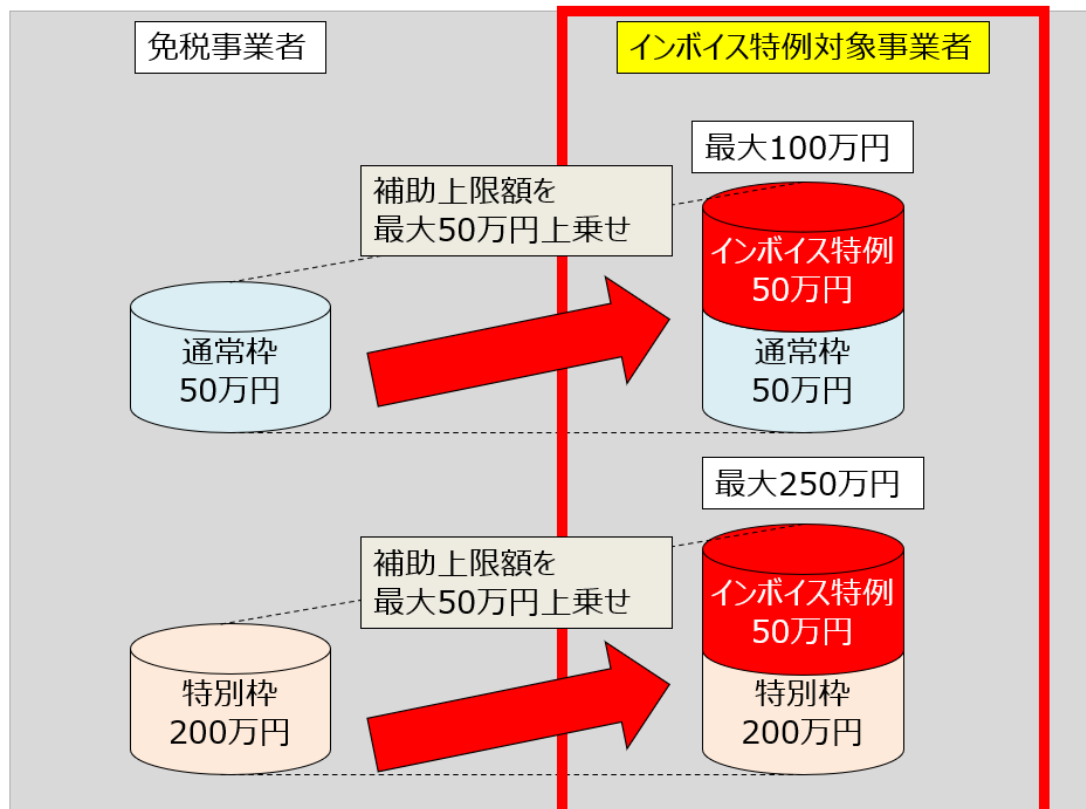 免税事業者
インボイス特例対象事業者
最大100万円
補助上限額を
最大50万円上乗せ
インボイス特例
50万円
通常枠
50万円
通常枠
50万円
最大250万円
補助上限額を
最大50万円上乗せ
インボイス特例
50万円
特別枠
200万円
特別枠
200万円